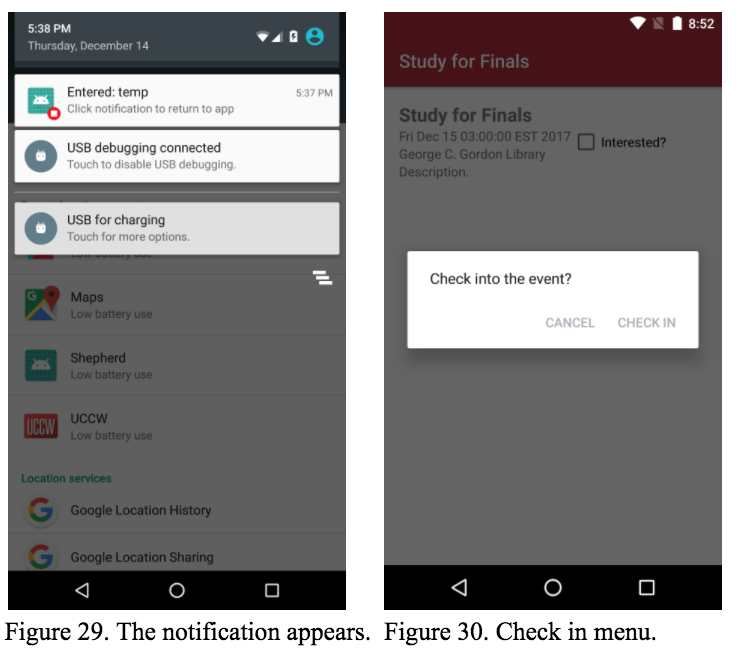 5:38 PM
Thursday, December 14
Entered: temp
5:37 PM
Click notification to return to app
USB debugging connected
Touch to disable USB debugging.
USB for charging
Touch for more options.
Low battery use
Maps
Low battery use
Shepherd
Low battery use
UCCW
UCCW
Low battery use
Location services
Google Location History
Google Location Sharing
Figure 29. The notification appears.
8:52
Study for Finals
Study for Finals
Fri Dec 15 03:00:00 EST 2017
Interested?
George C. Gordon Library
Description.
Check into the event?
CANCEL CHECK IN
Figure 30. Check in menu.